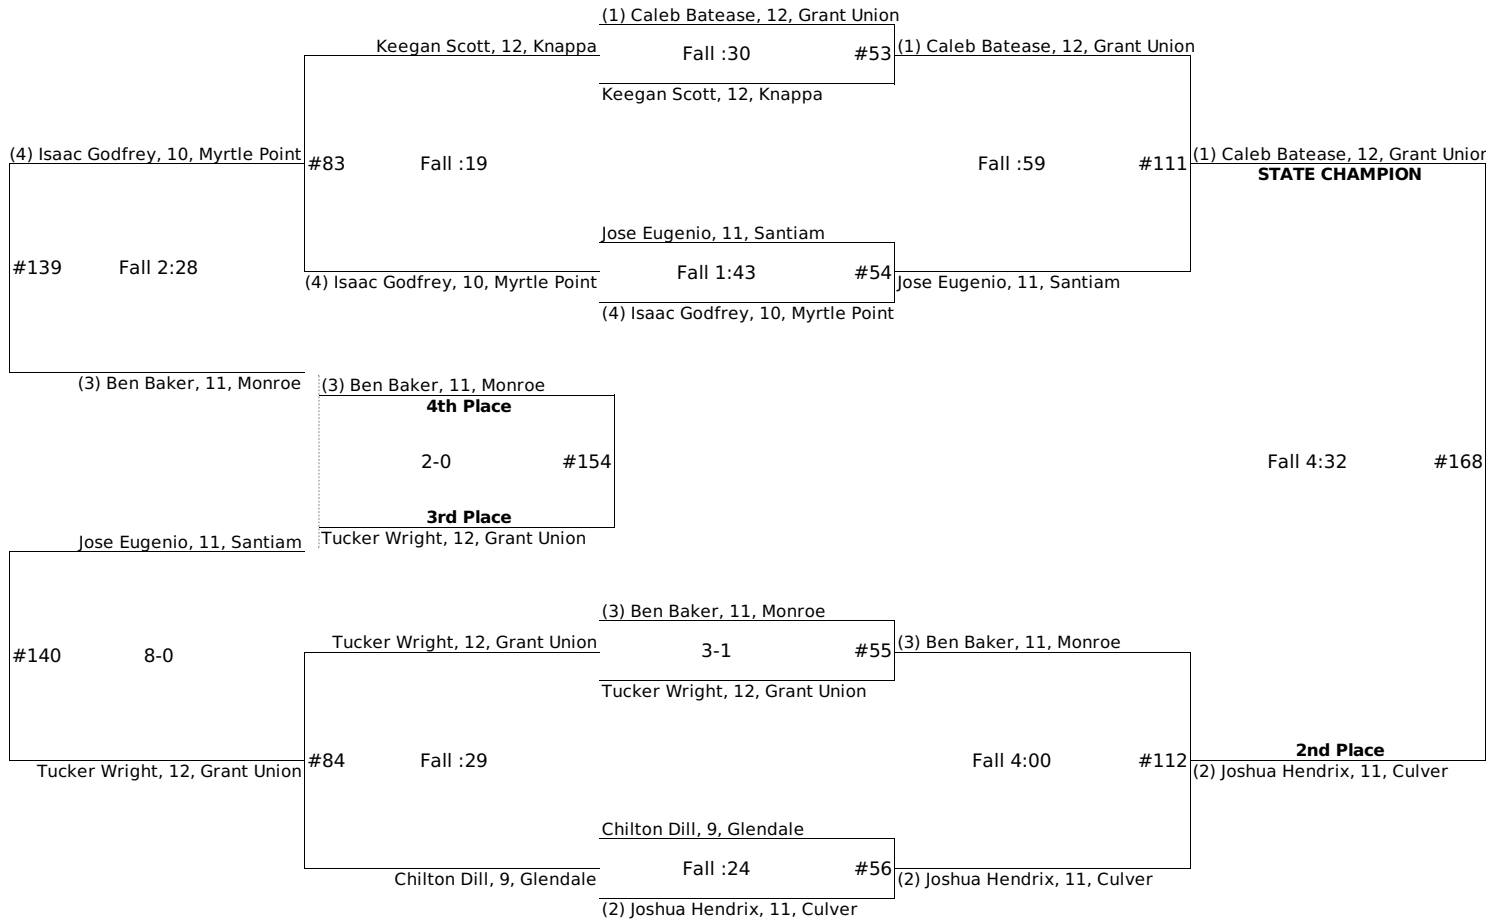 (1) Caleb Batease, 12, Grant Union
Keegan Scott, 12, Knappa
Fall :30 #53
(1) Caleb Batease, 12, Grant Union
Keegan Scott, 12, Knappa
(4) Isaac Godfrey, 10, Myrtle Point
#83 Fall :19
Fall :59 #111
(1) Caleb Batease, 12, Grant Union
STATE CHAMPION
Jose Eugenio, 11, Santiam
#139 Fall 2:28
Fall 1:43 #54
(4) Isaac Godfrey, 10, Myrtle Point
Jose Eugenio, 11, Santiam
(4) Isaac Godfrey, 10, Myrtle Point
(3) Ben Baker, 11, Monroe
(3) Ben Baker, 11, Monroe
4th Place
2-0 #154
Fall 4:32 #168
3rd Place
Tucker Wright, 12, Grant Union
Jose Eugenio, 11, Santiam
(3) Ben Baker, 11, Monroe
Tucker Wright, 12, Grant Union
#140 8-0
3-1 #55
(3) Ben Baker, 11, Monroe
Tucker Wright, 12, Grant Union
#84 Fall :29
Fall 4:00 #112
2nd Place
Tucker Wright, 12, Grant Union
(2) Joshua Hendrix, 11, Culver
Chilton Dill, 9, Glendale
Fall :24 #56
Chilton Dill, 9, Glendale
(2) Joshua Hendrix, 11, Culver
(2) Joshua Hendrix, 11, Culver